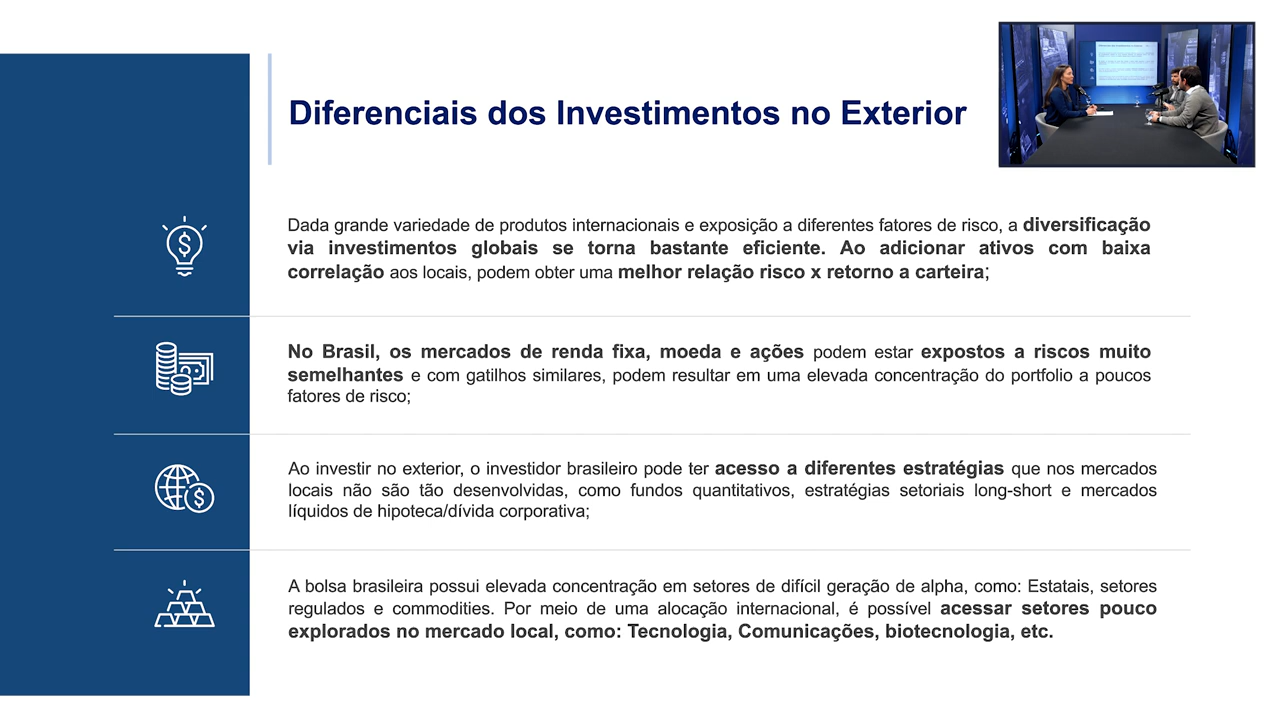 Diferenciais dos Investimentos no Exterior
Dada grande variedade de produtos internacionais e exposição a diferentes fatores de risco, a diversificação
via investimentos globais se torna bastante eficiente. Ao adicionar ativos com baixa
correlação aos locais, podem obter uma melhor relação risco x retorno a carteira;
No Brasil, os mercados de renda fixa, moeda e ações podem estar expostos a riscos muito
semelhantes e com gatilhos similares, podem resultar em uma elevada concentração do portfolio a poucos
fatores de risco;
Ao investir no exterior, o investidor brasileiro pode ter acesso a diferentes estratégias que nos mercados
locais não são tão desenvolvidas, como fundos quantitativos, estratégias setoriais long-short e mercados
líquidos de hipoteca/dívida corporativa;
A bolsa brasileira possui elevada concentração em setores de difícil geração de alpha, como: Estatais, setores
regulados e commodities. Por meio de uma alocação internacional, é possível acessar setores pouco
explorados no mercado local, como: Tecnologia, Comunicações, biotecnologia, etc.